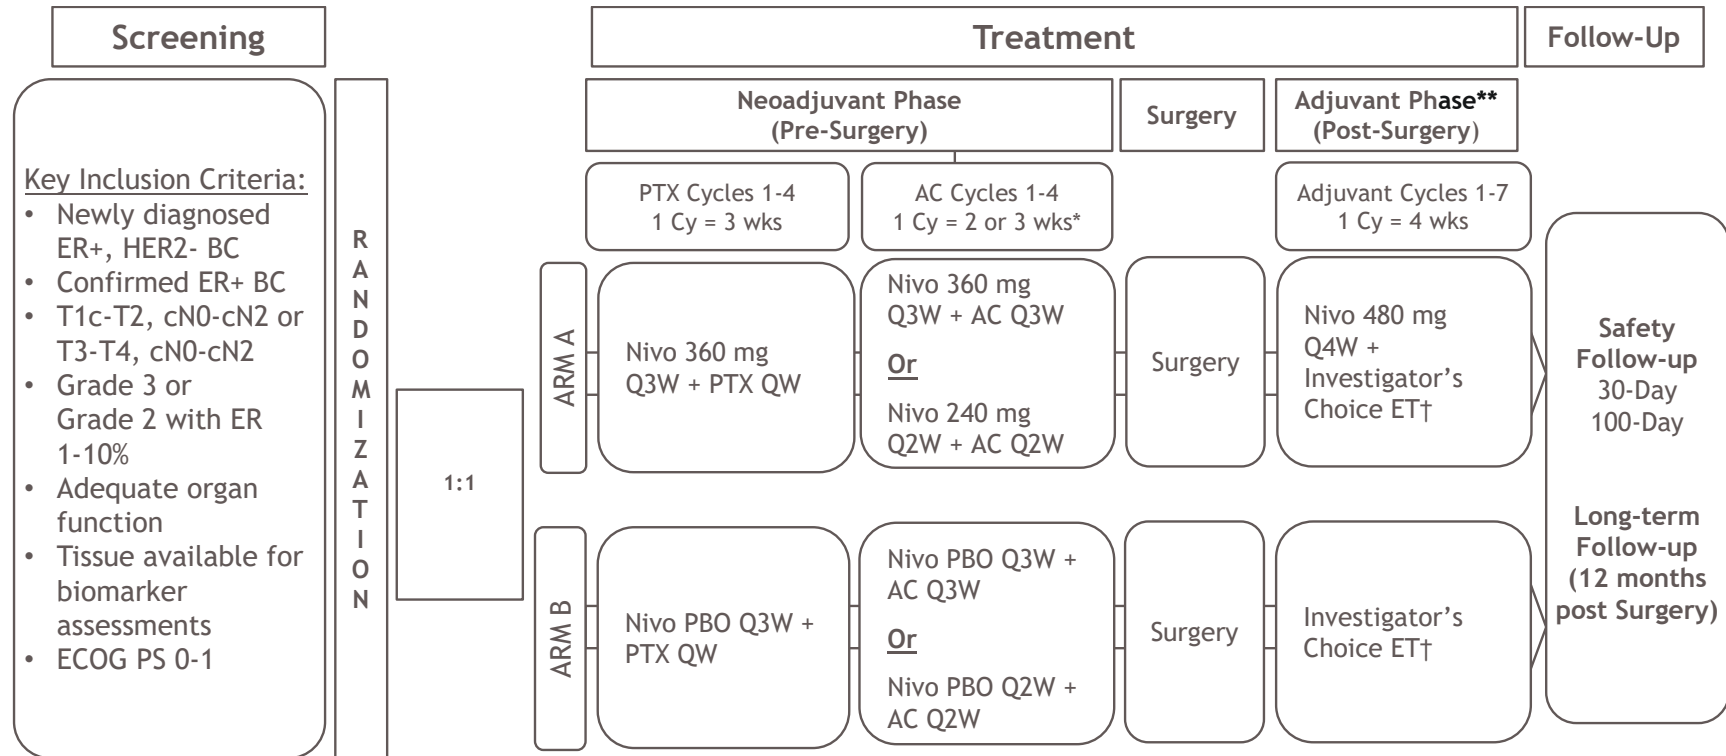 Screening
Treatment
Follow-Up
Neoadjuvant Phase
(Pre-Surgery)
Surgery
Adjuvant Phase**
(Post-Surgery)
PTX Cycles 1-4
1 Cy = 3 wks
AC Cycles 1-4
1 Cy = 2 or 3 wks*
Adjuvant Cycles 1-7
1 Cy = 4 wks
Key Inclusion Criteria:
• Newly diagnosed
ER+, HER2- BC
• Confirmed ER+ BC
• T1c-T2, cN0-cN2 or
T3-T4, cN0-cN2
• Grade 3 or
Grade 2 with ER
1-10%
• Adequate organ
function
• Tissue available for
biomarker
assessments
• ECOG PS 0-1
RANDOMIZATION
1:1
ARM A
Nivo 360 mg
Q3W + PTX QW
Nivo 360 mg
Q3W + AC Q3W
Or
Nivo 240 mg
Q2W + AC Q2W
Surgery
Nivo 480 mg
Q4W +
Investigator’s
Choice ET†
ARM B
Nivo PBO Q3W +
PTX QW
Nivo PBO Q3W +
AC Q3W
Or
Nivo PBO Q2W +
AC Q2W
Surgery
Investigator’s
Choice ET†
Safety
Follow-up
30-Day
100-Day
Long-term
Follow-up
(12 months
post Surgery)